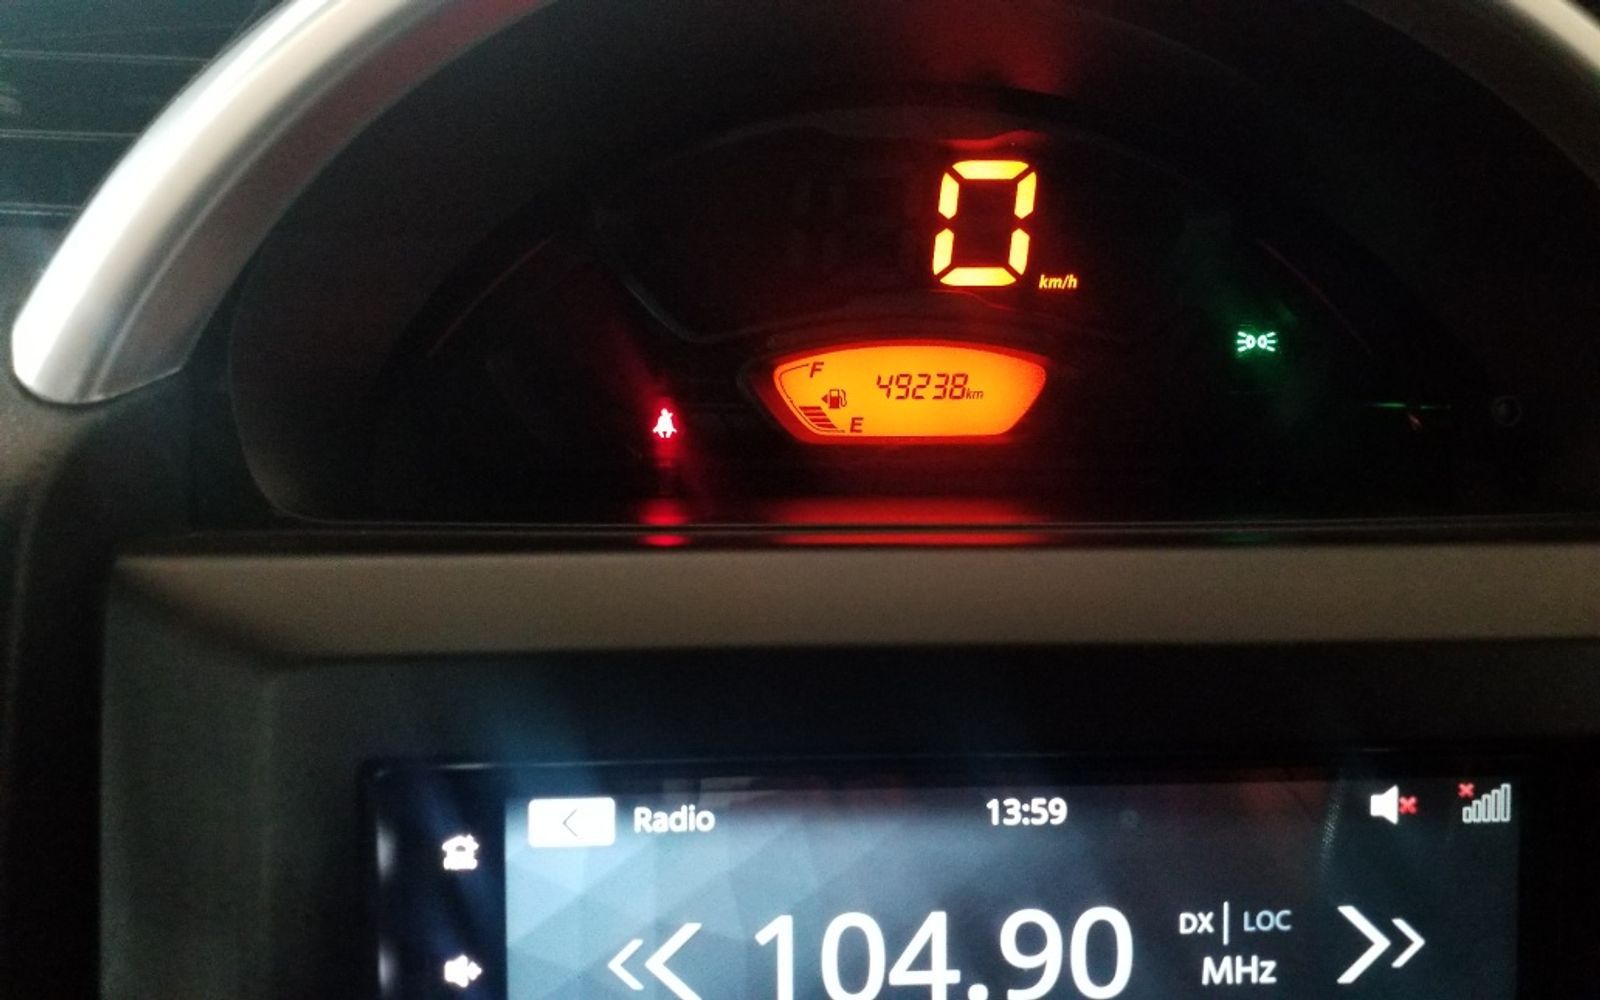 0
km/h
F
49238km
E
Radio
13:59
104.90
DX | LOC
MHz